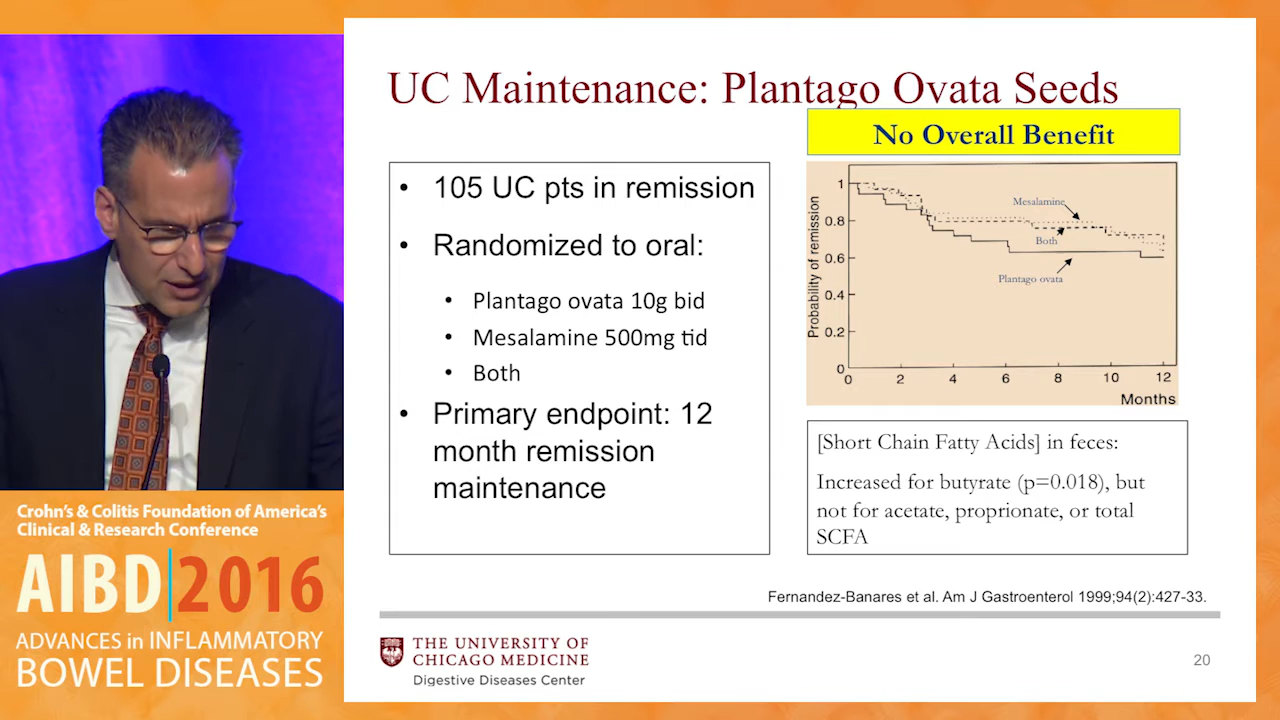 UC Maintenance: Plantago Ovata Seeds
No Overall Benefit
• 105 UC pts in remission
• Randomized to oral:
• Plantago ovata 10g bid
• Mesalamine 500mg tid
• Both
• Primary endpoint: 12
month remission
maintenance
Probability of remission
1
0.8
0.6
0.4
0.2
0
0 2 4 6 8 10 12
Months
Mesalamine
Both
Plantago ovata
[Short Chain Fatty Acids] in feces:
Increased for butyrate (p=0.018), but
not for acetate, proprionate, or total
SCFA
Fernandez-Banares et al. Am J Gastroenterol 1999;94(2):427-33.
THE UNIVERSITY OF
CHICAGO MEDICINE
Digestive Diseases Center
20
Crohn's & Colitis Foundation of America's
Clinical & Research Conference
AIBD|2016
ADVANCES in INFLAMMATORY
BOWEL DISEASES